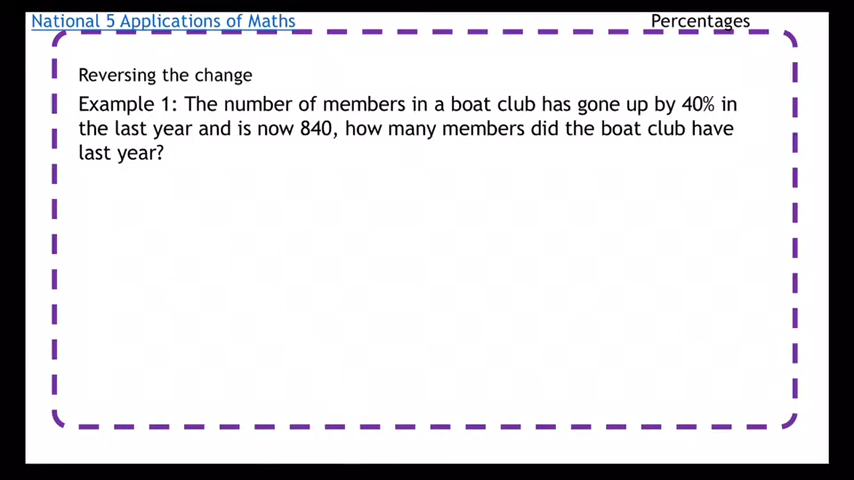 National 5 Applications of Maths
Percentages
Reversing the change
Example 1: The number of members in a boat club has gone up by 40% in
the last year and is now 840, how many members did the boat club have
last year?